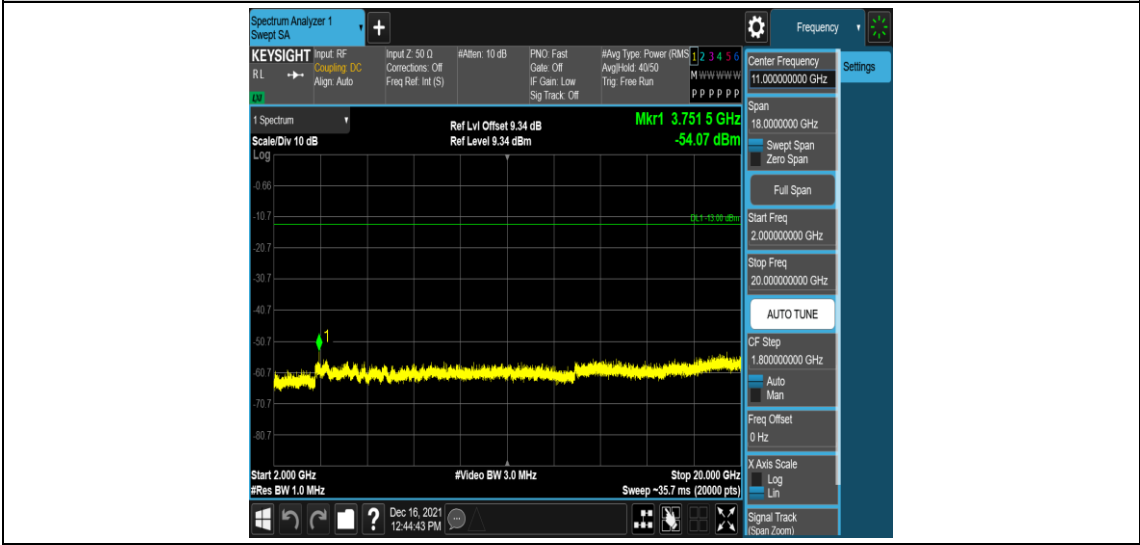 Spectrum Analyzer 1
Swept SA
+
Frequency
KEYSIGHT
RL
LM
Input: RF
Coupling: DC
Align: Auto
Input Z: 50 Ω
Corrections: Off
Freq Ref: Int (S)
#Atten: 10 dB
PNO: Fast
Gate: Off
IF Gain: Low
Sig Track: Off
#Avg Type: Power (RMS
Avg|Hold: 40/50
Trig: Free Run
1 2 3 4 5 6
M W W W W W
P P P P P P
1 Spectrum
Scale/Div 10 dB
Log
Ref Lvl Offset 9.34 dB
Ref Level 9.34 dBm
Mkr1 3.751 5 GHz
-54.07 dBm
-0.66
-10.7
DL1 -13.00 dBm
-20.7
-30.7
-40.7
1
-50.7
-60.7
-70.7
-80.7
Start 2.000 GHz
#Video BW 3.0 MHz
Stop 20.000 GHz
#Res BW 1.0 MHz
Sweep ~35.7 ms (20000 pts)
?
Dec 16, 2021
12:44:43 PM
Center Frequency
11.000000000 GHz
Settings
Span
18.0000000 GHz
Swept Span
Zero Span
Full Span
Start Freq
2.000000000 GHz
Stop Freq
20.000000000 GHz
AUTO TUNE
CF Step
1.800000000 GHz
Auto
Man
Freq Offset
0 Hz
X Axis Scale
Log
Lin
Signal Track
(Span Zoom)